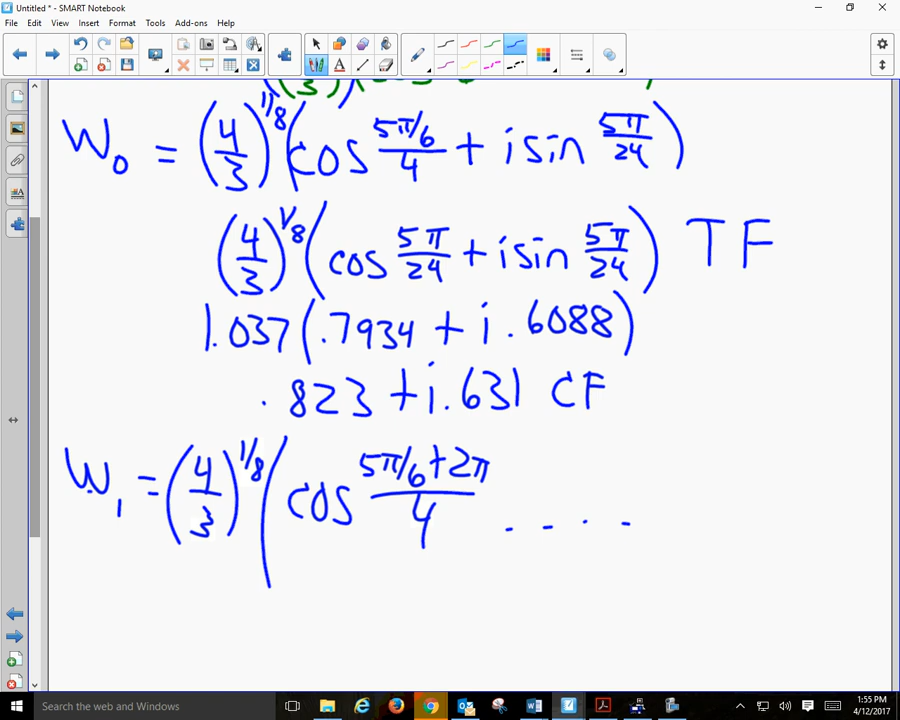 Untitled * - SMART Notebook
File Edit View Insert Format Tools Add-ons Help
W₀ = (4/3)^1/8 (cos (5π/6)/4 + i sin 5π/24)
(4/3)^1/8 (cos 5π/24 + i sin 5π/24) TF
1.037 (.7934 + i .6088)
.823 + i.631 CF
W₁ = (4/3)^1/8 (cos (5π/6+2π)/4 ....
Search the web and Windows
1:55 PM
4/12/2017